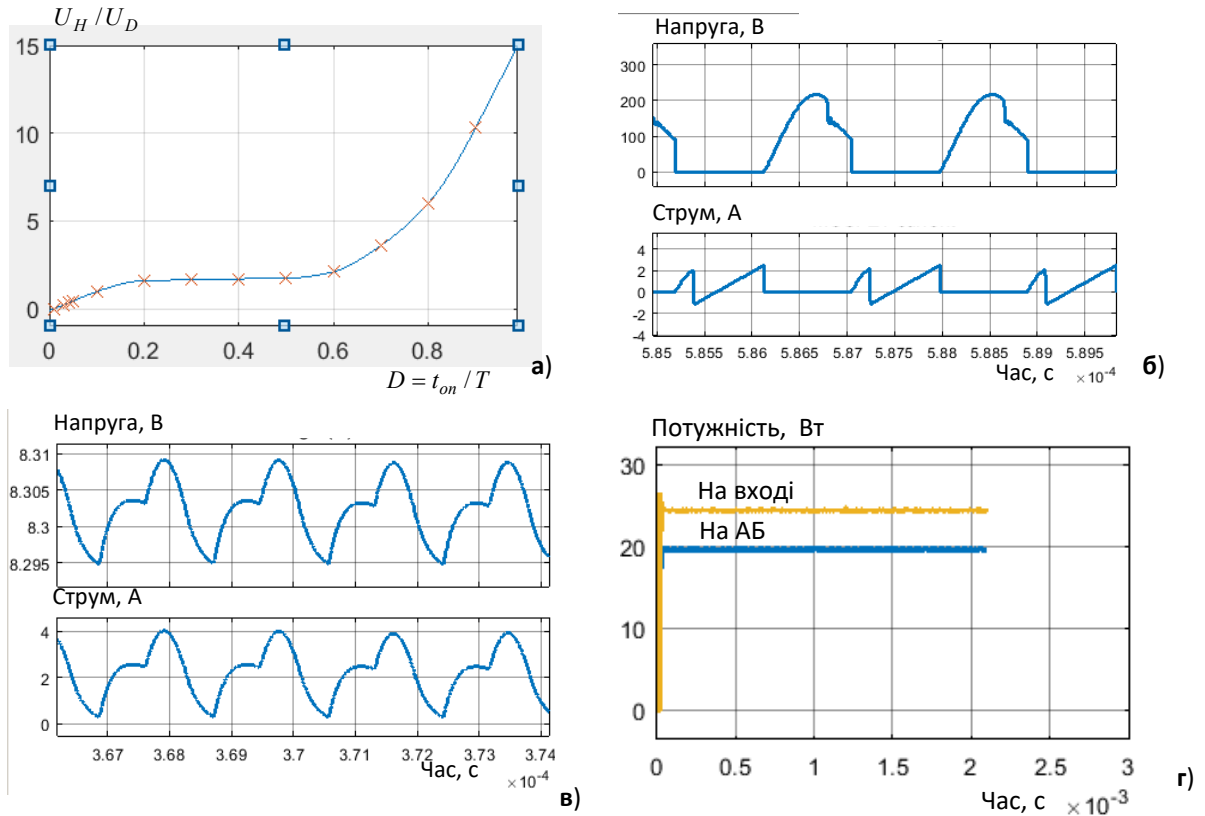 U_H / U_D
15
10
5
0
0 0.2 0.4 0.6 0.8
D = t_on / T
а)
Напруга, В
300
200
100
0
Струм, А
4
2
0
-2
-4
5.85 5.855 5.86 5.865 5.87 5.875 5.88 5.885 5.89 5.895
Час, с ×10⁻⁴
б)
Напруга, В
8.31
8.305
8.3
8.295
Струм, А
4
2
0
3.67 3.68 3.69 3.7 3.71 3.72 3.73 3.74
Час, с ×10⁻⁴
в)
Потужність, Вт
30
20
10
0
На вході
На АБ
0 0.5 1 1.5 2 2.5 3
Час, с ×10⁻³
г)